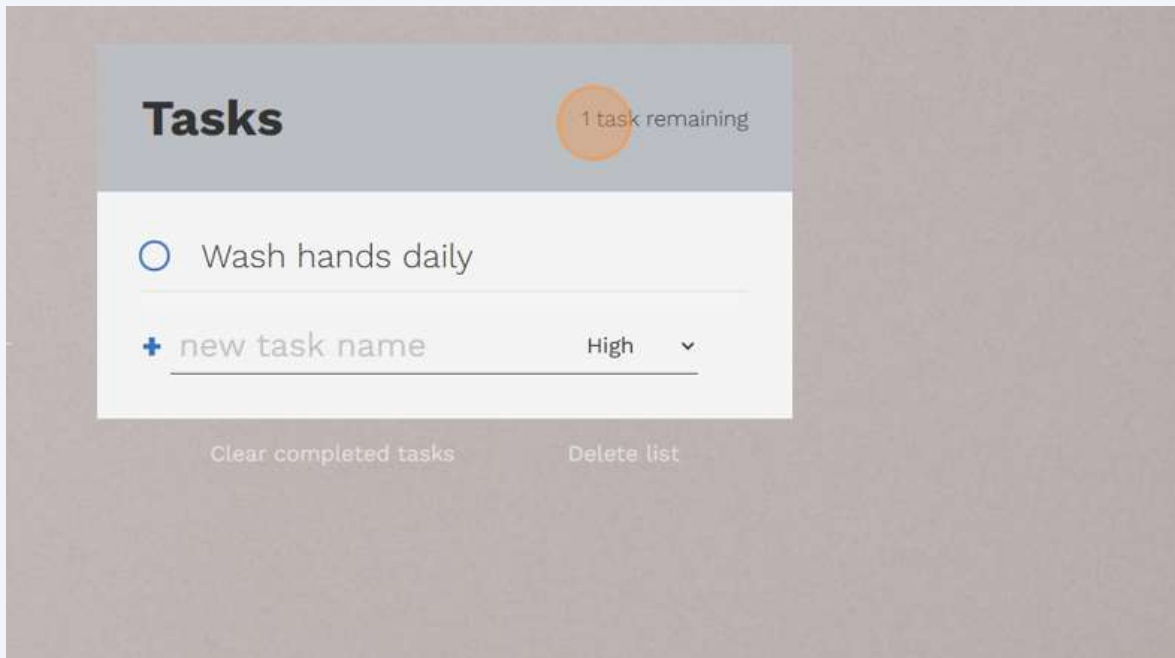 Tasks
1 task remaining
Wash hands daily
+ new task name High
Clear completed tasks Delete list